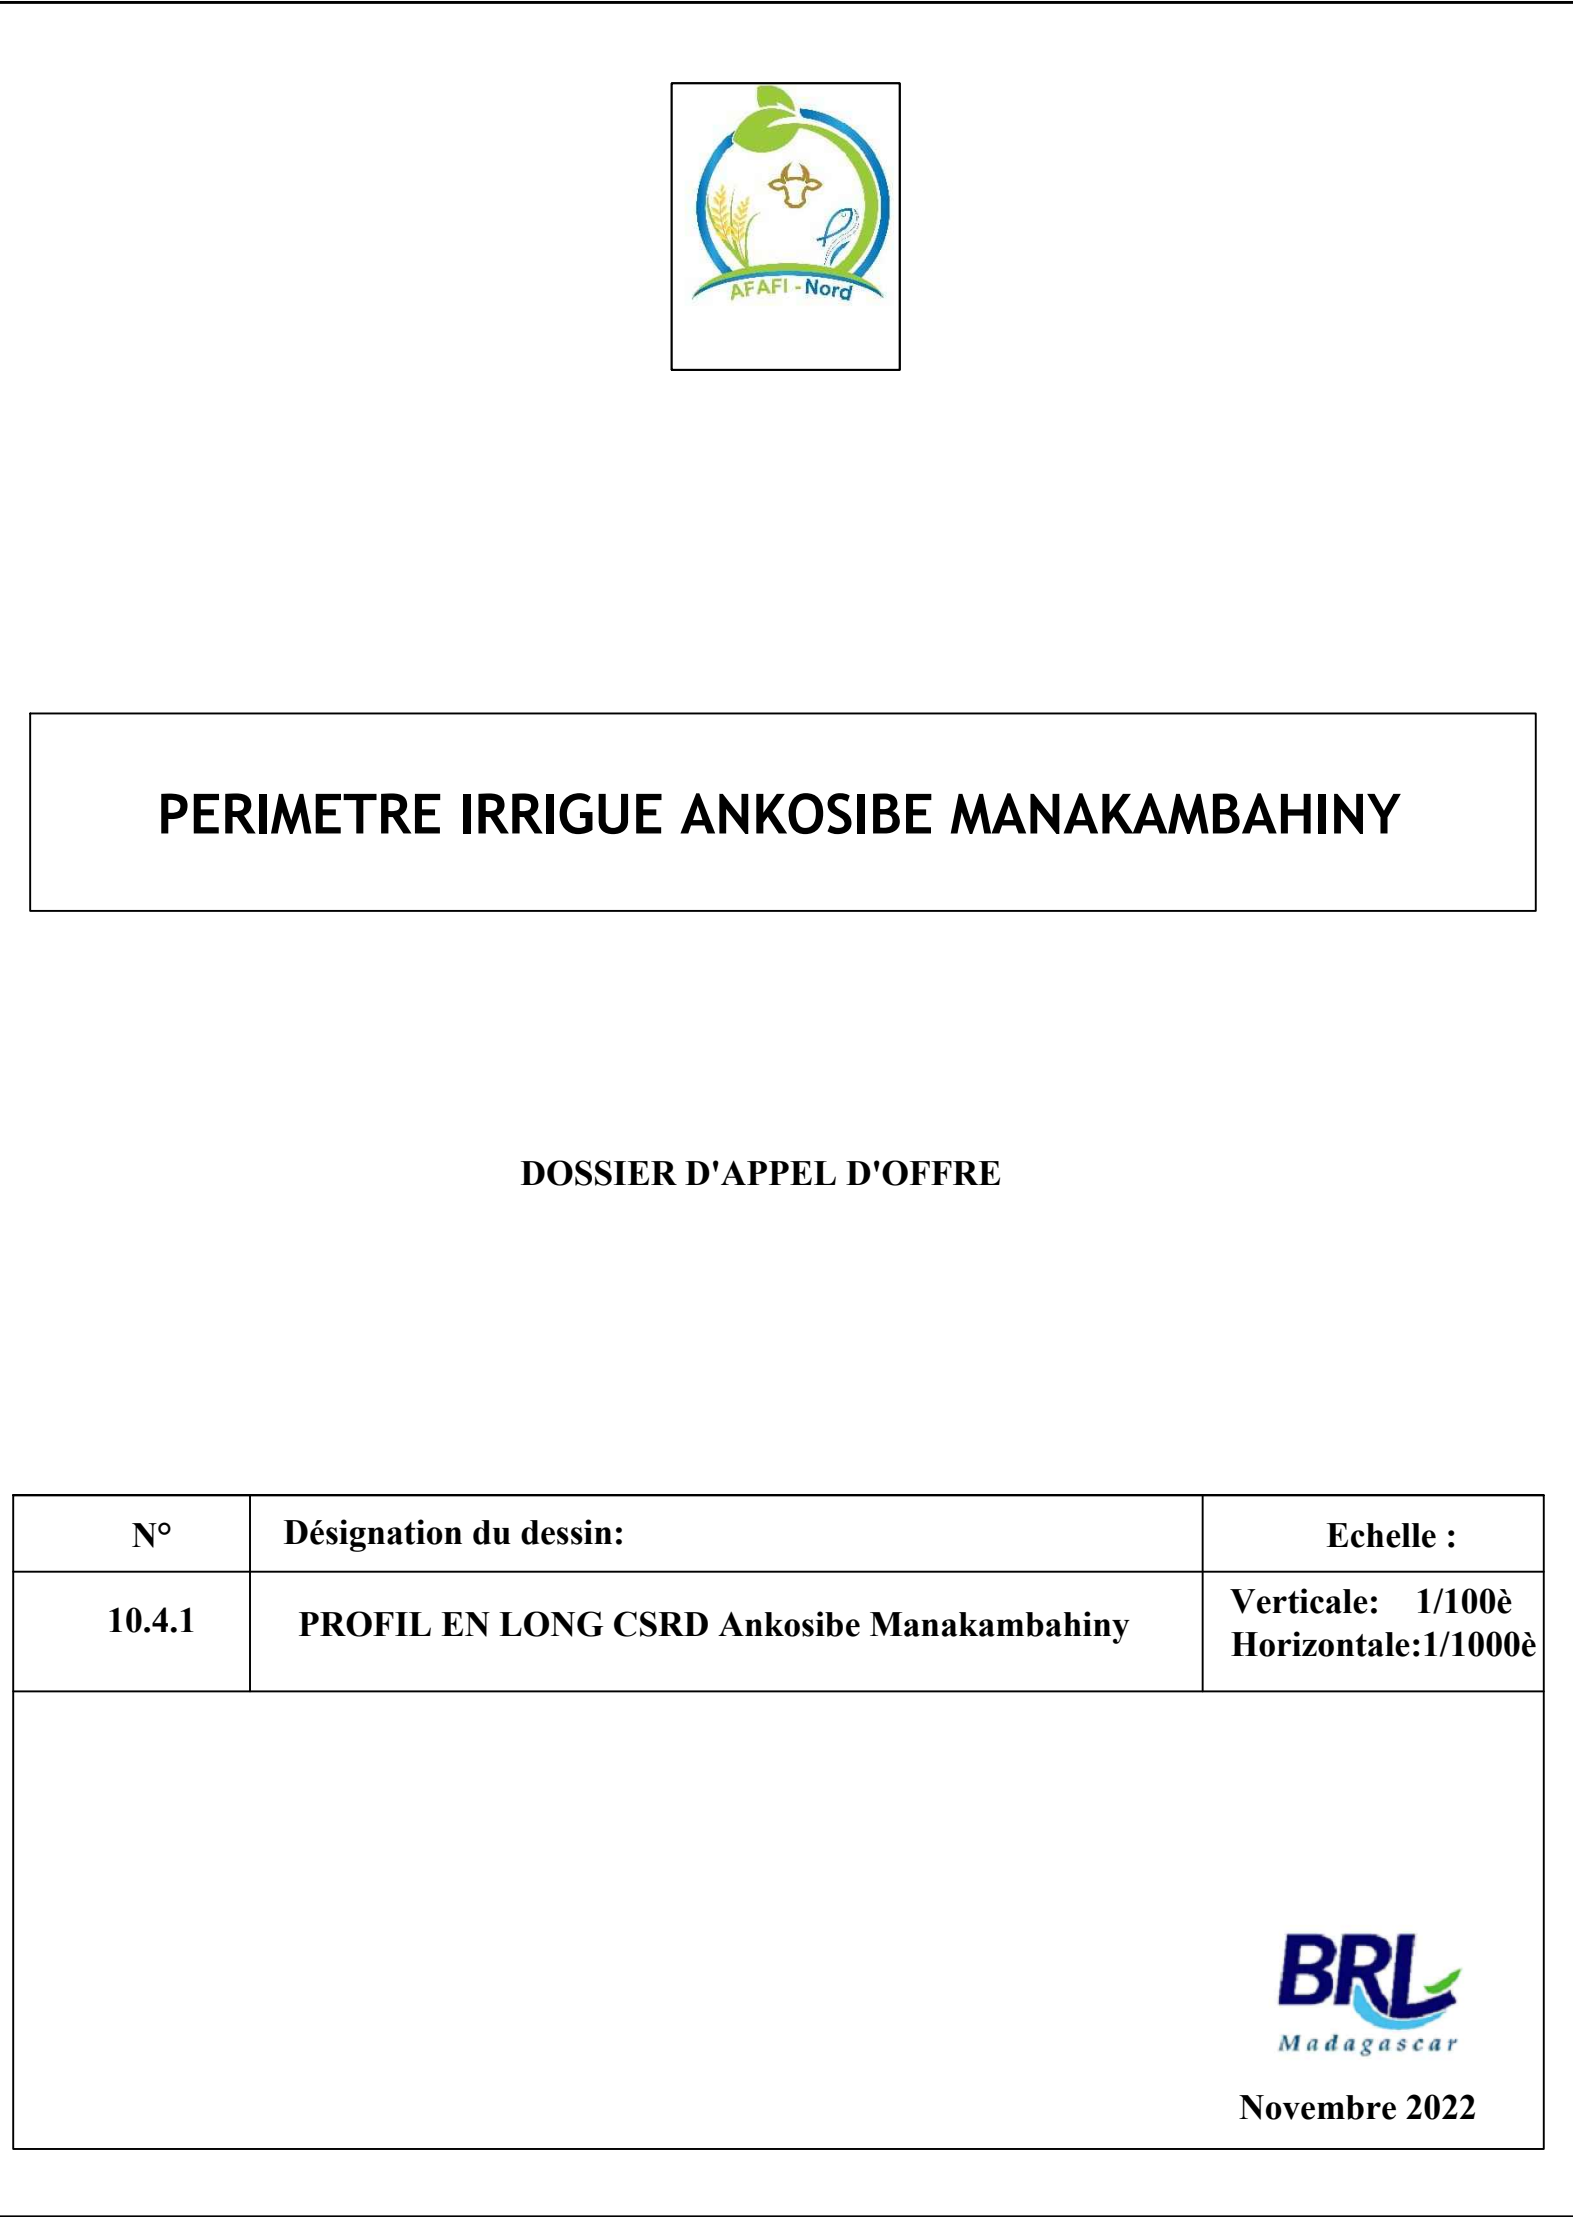 AFAFI - Nord
PERIMETRE IRRIGUE ANKOSIBE MANAKAMBAHINY
DOSSIER D'APPEL D'OFFRE
N°
Désignation du dessin:
Echelle :
10.4.1
PROFIL EN LONG CSRD Ankosibe Manakambahiny
Verticale: 1/100è
Horizontale:1/1000è
BRL
Madagascar
Novembre 2022